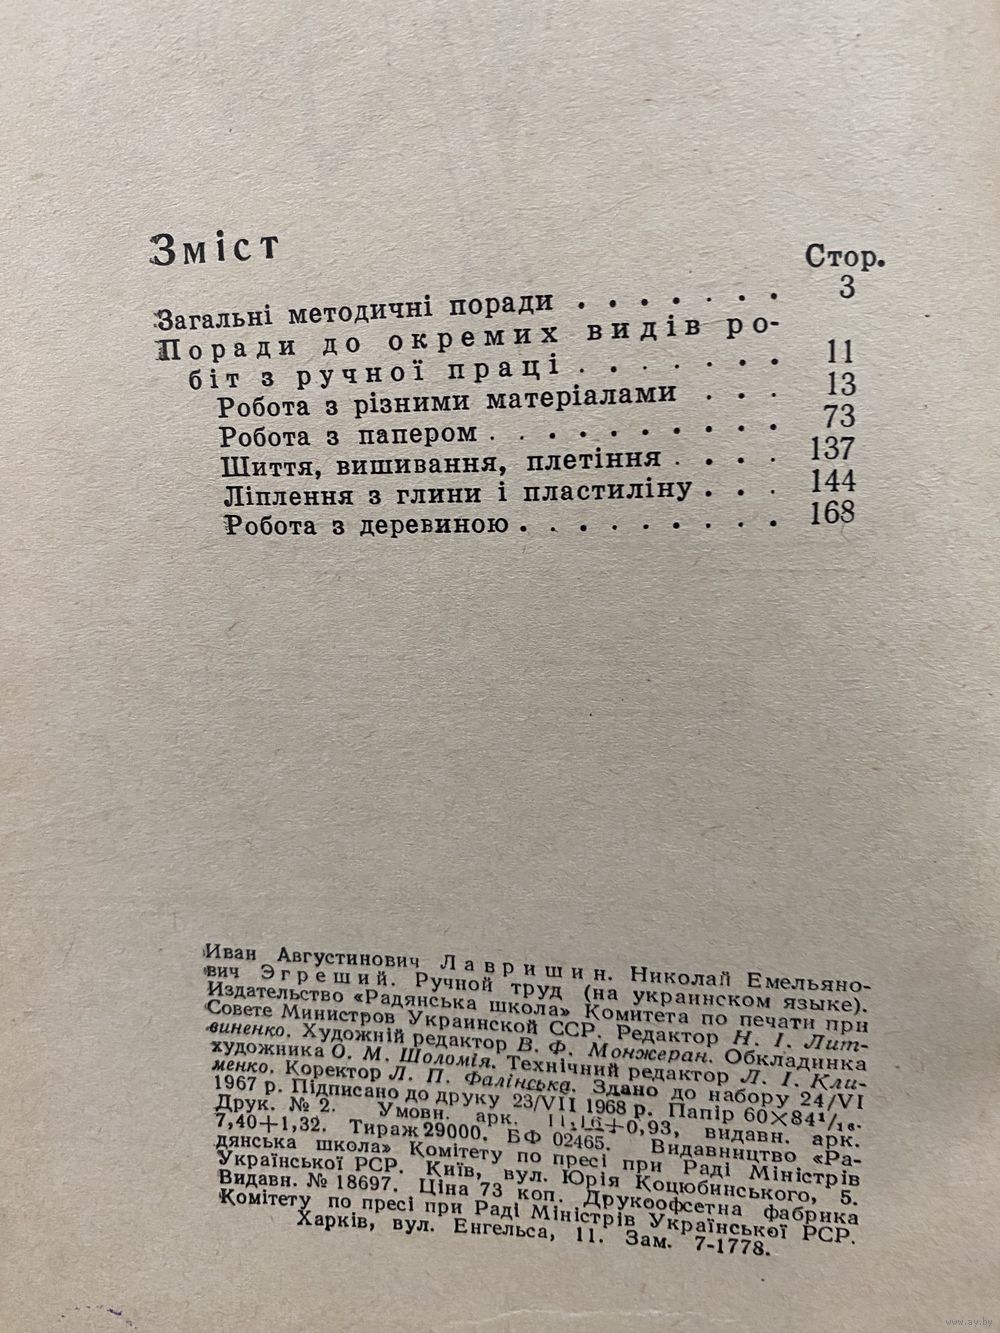 Зміст
Стор.
Загальні методичні поради . . . . . . . 3
Поради до окремих видів ро-
біт з ручної праці . . . . . . . 11
Робота з різними матеріалами . . . 13
Робота з папером . . . . . . . . . 73
Шиття, вишивання, плетіння . . . . 137
Ліплення з глини і пластиліну . . . 144
Робота з деревиною . . . . . . . . . 168
Иван Августинович Лавришин. Николай Емельяно-
вич Эгреший. Ручной труд (на украинском языке).
Издательство «Радянська школа» Комитета по печати при
Совете Министров Украинской ССР. Редактор Н. І. Лит-
виненко. Художній редактор В. Ф. Монжеран. Обкладинка
художника О. М. Шоломія. Технічний редактор Л. І. Кли-
менко. Коректор Л. П. Фалінська. Здано до набору 24/VI
1967 р. Підписано до друку 23/VII 1968 р. Папір 60×84¹/₁₆.
Друк. № 2. Умовн. арк. 11,16+0,93, видавн. арк.
7,40+1,32. Тираж 29000. БФ 02465. Видавництво «Ра-
дянська школа» Комітету по пресі при Раді Міністрів
Української РСР. Київ, вул. Юрія Коцюбинського, 5.
Видавн. № 18697. Ціна 73 коп. Друкоофсетна фабрика
Комітету по пресі при Раді Міністрів Української РСР.
Харків, вул. Енгельса, 11. Зам. 7-1778.
www.ay.by